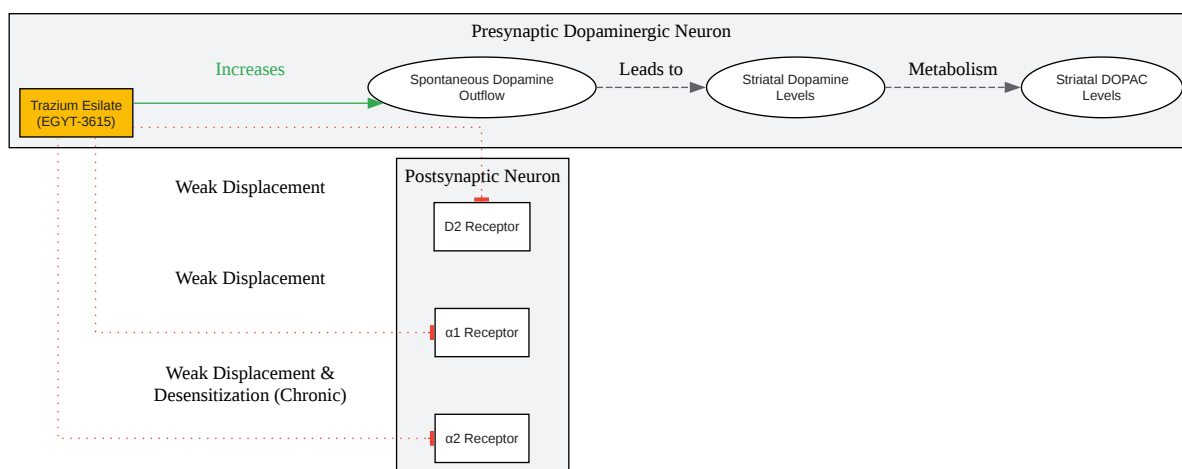 Presynaptic Dopaminergic Neuron
Increases
Spontaneous Dopamine
Outflow
Leads to
Striatal Dopamine
Levels
Metabolism
Striatal DOPAC
Levels
Trazium Esilate
(EGYT-3615)
Weak Displacement
Postsynaptic Neuron
D2 Receptor
Weak Displacement
α1 Receptor
Weak Displacement &
Desensitization (Chronic)
α2 Receptor